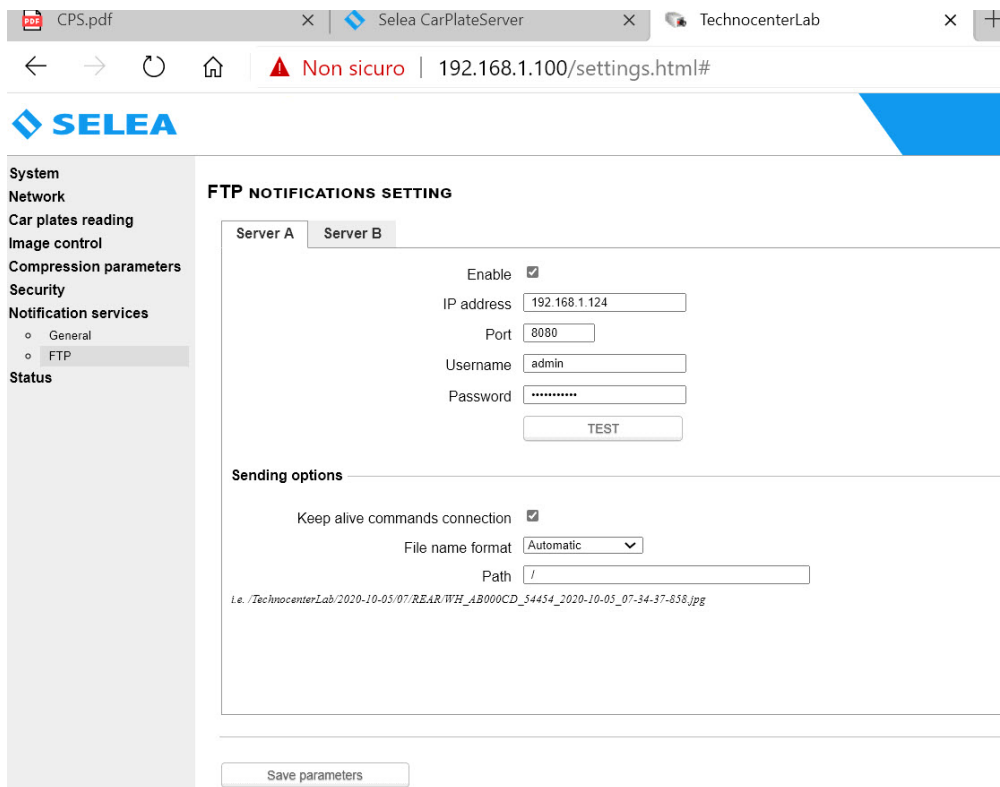 PDF CPS.pdf Selea CarPlateServer TechnocenterLab
Non sicuro | 192.168.1.100/settings.html#
SELEA
System
Network
Car plates reading
Image control
Compression parameters
Security
Notification services
General
FTP
Status
FTP NOTIFICATIONS SETTING
Server A Server B
Enable
IP address 192.168.1.124
Port 8080
Username admin
Password •••••••••••
TEST
Sending options
Keep alive commands connection
File name format Automatic
Path /
i.e. /TechnocenterLab/2020-10-05/07/REAR/WH_AB000CD_54454_2020-10-05_07-34-37-858.jpg
Save parameters